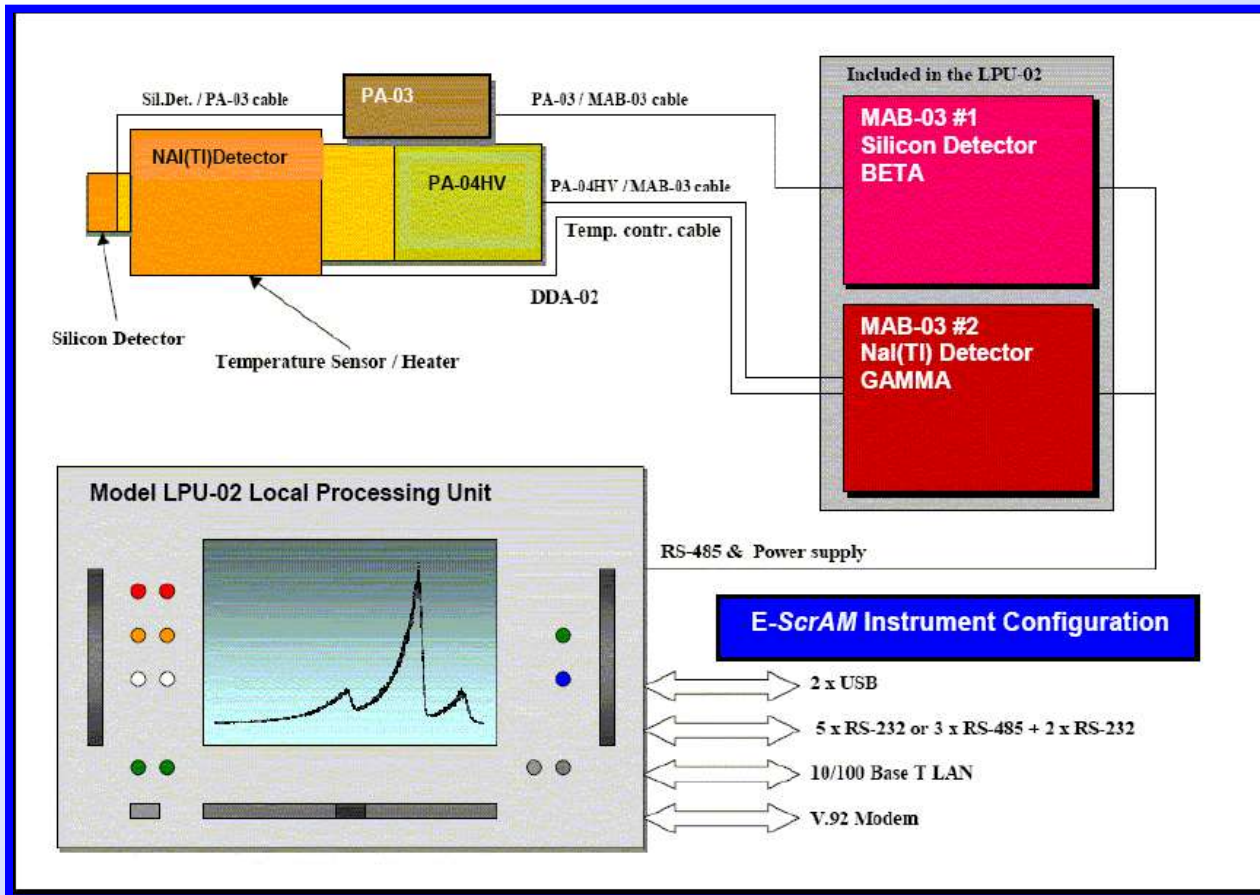 Sil.Det. / PA-03 cable
PA-03
PA-03 / MAB-03 cable
Included in the LPU-02
NAI(TI)Detector
PA-04HV
PA-04HV / MAB-03 cable
Temp. contr. cable
DDA-02
Silicon Detector
Temperature Sensor / Heater
MAB-03 #1
Silicon Detector
BETA
MAB-03 #2
NaI(TI) Detector
GAMMA
Model LPU-02 Local Processing Unit
RS-485 & Power supply
E-ScrAM Instrument Configuration
2 x USB
5 x RS-232 or 3 x RS-485 + 2 x RS-232
10/100 Base T LAN
V.92 Modem